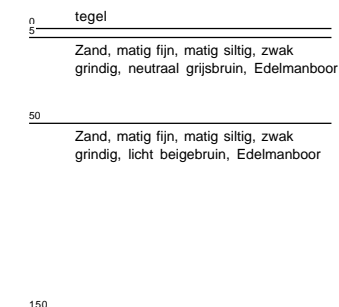 0
tegel
5
Zand, matig fijn, matig siltig, zwak
grindig, neutraal grijsbruin, Edelmanboor
50
Zand, matig fijn, matig siltig, zwak
grindig, licht beigebruin, Edelmanboor
150